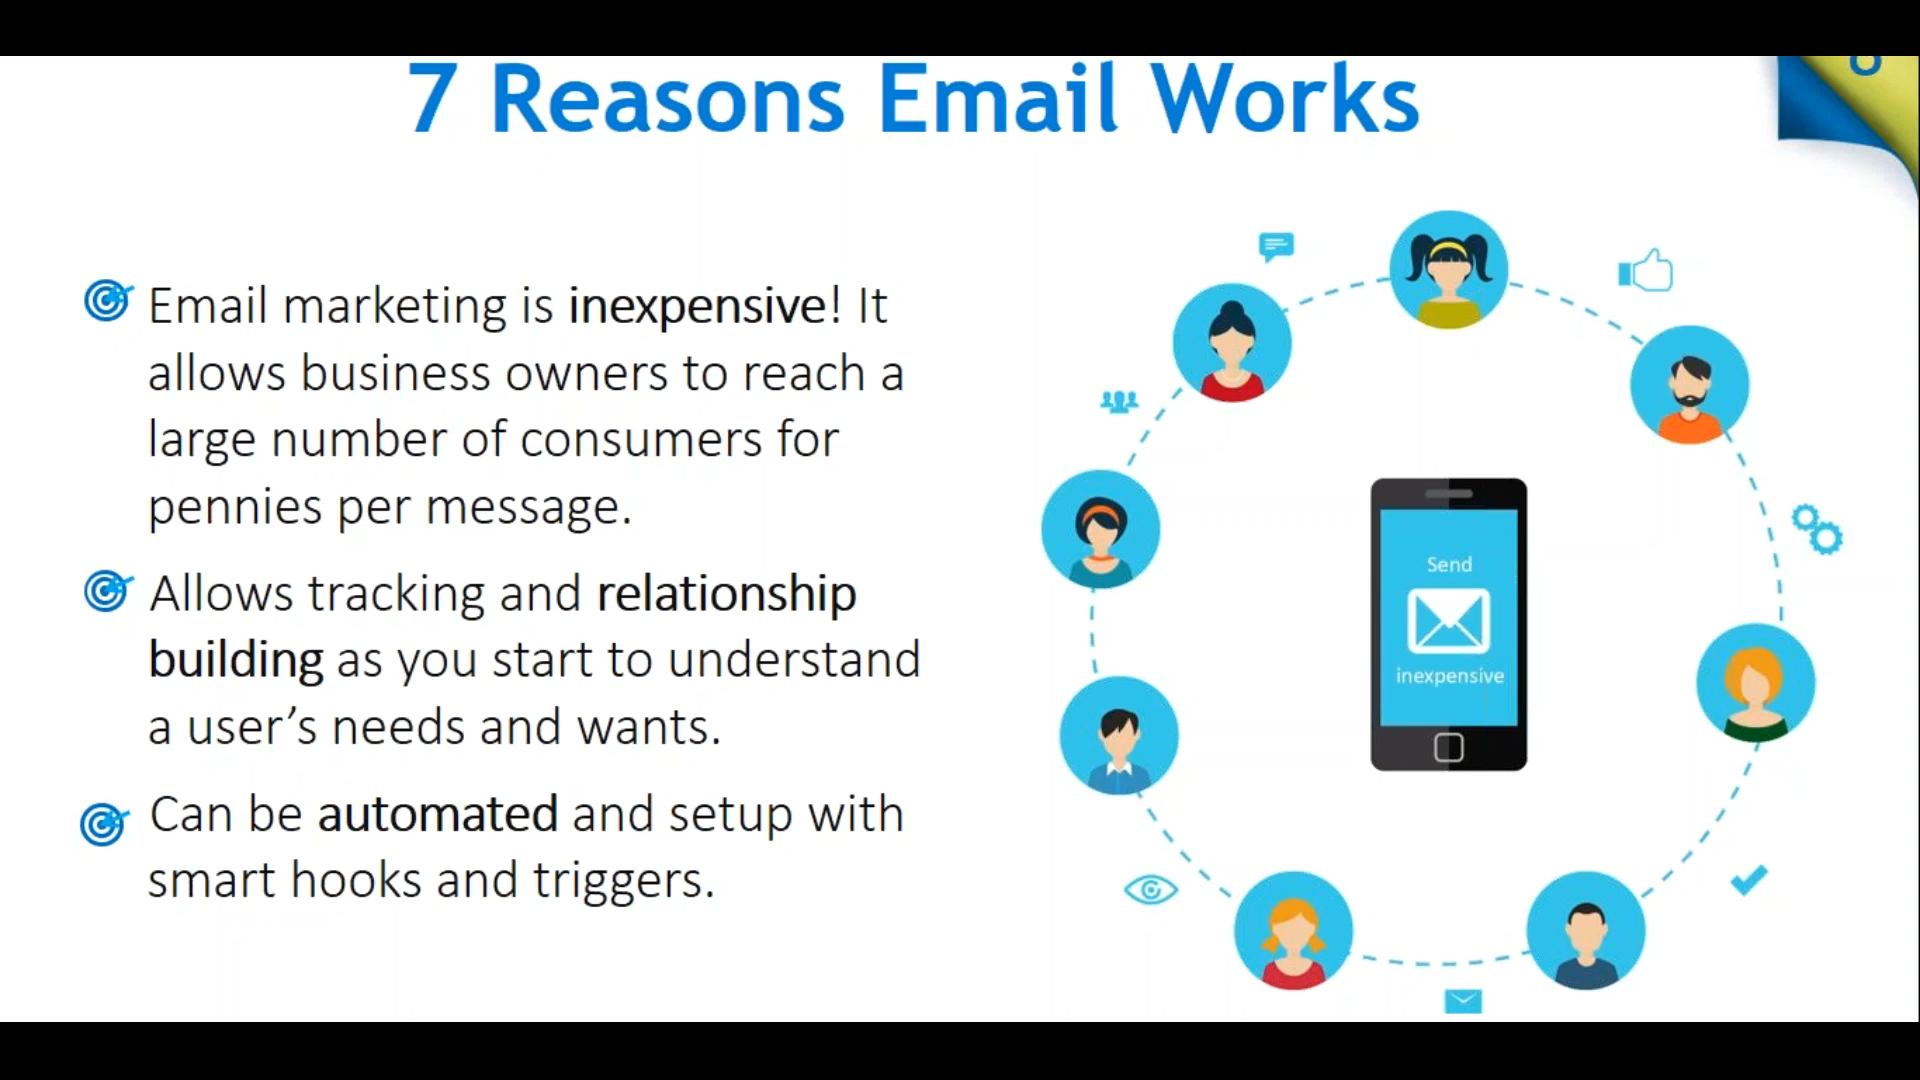 7 Reasons Email Works
Email marketing is inexpensive! It
allows business owners to reach a
large number of consumers for
pennies per message.
Allows tracking and relationship
building as you start to understand
a user’s needs and wants.
Can be automated and setup with
smart hooks and triggers.
Send
inexpensive